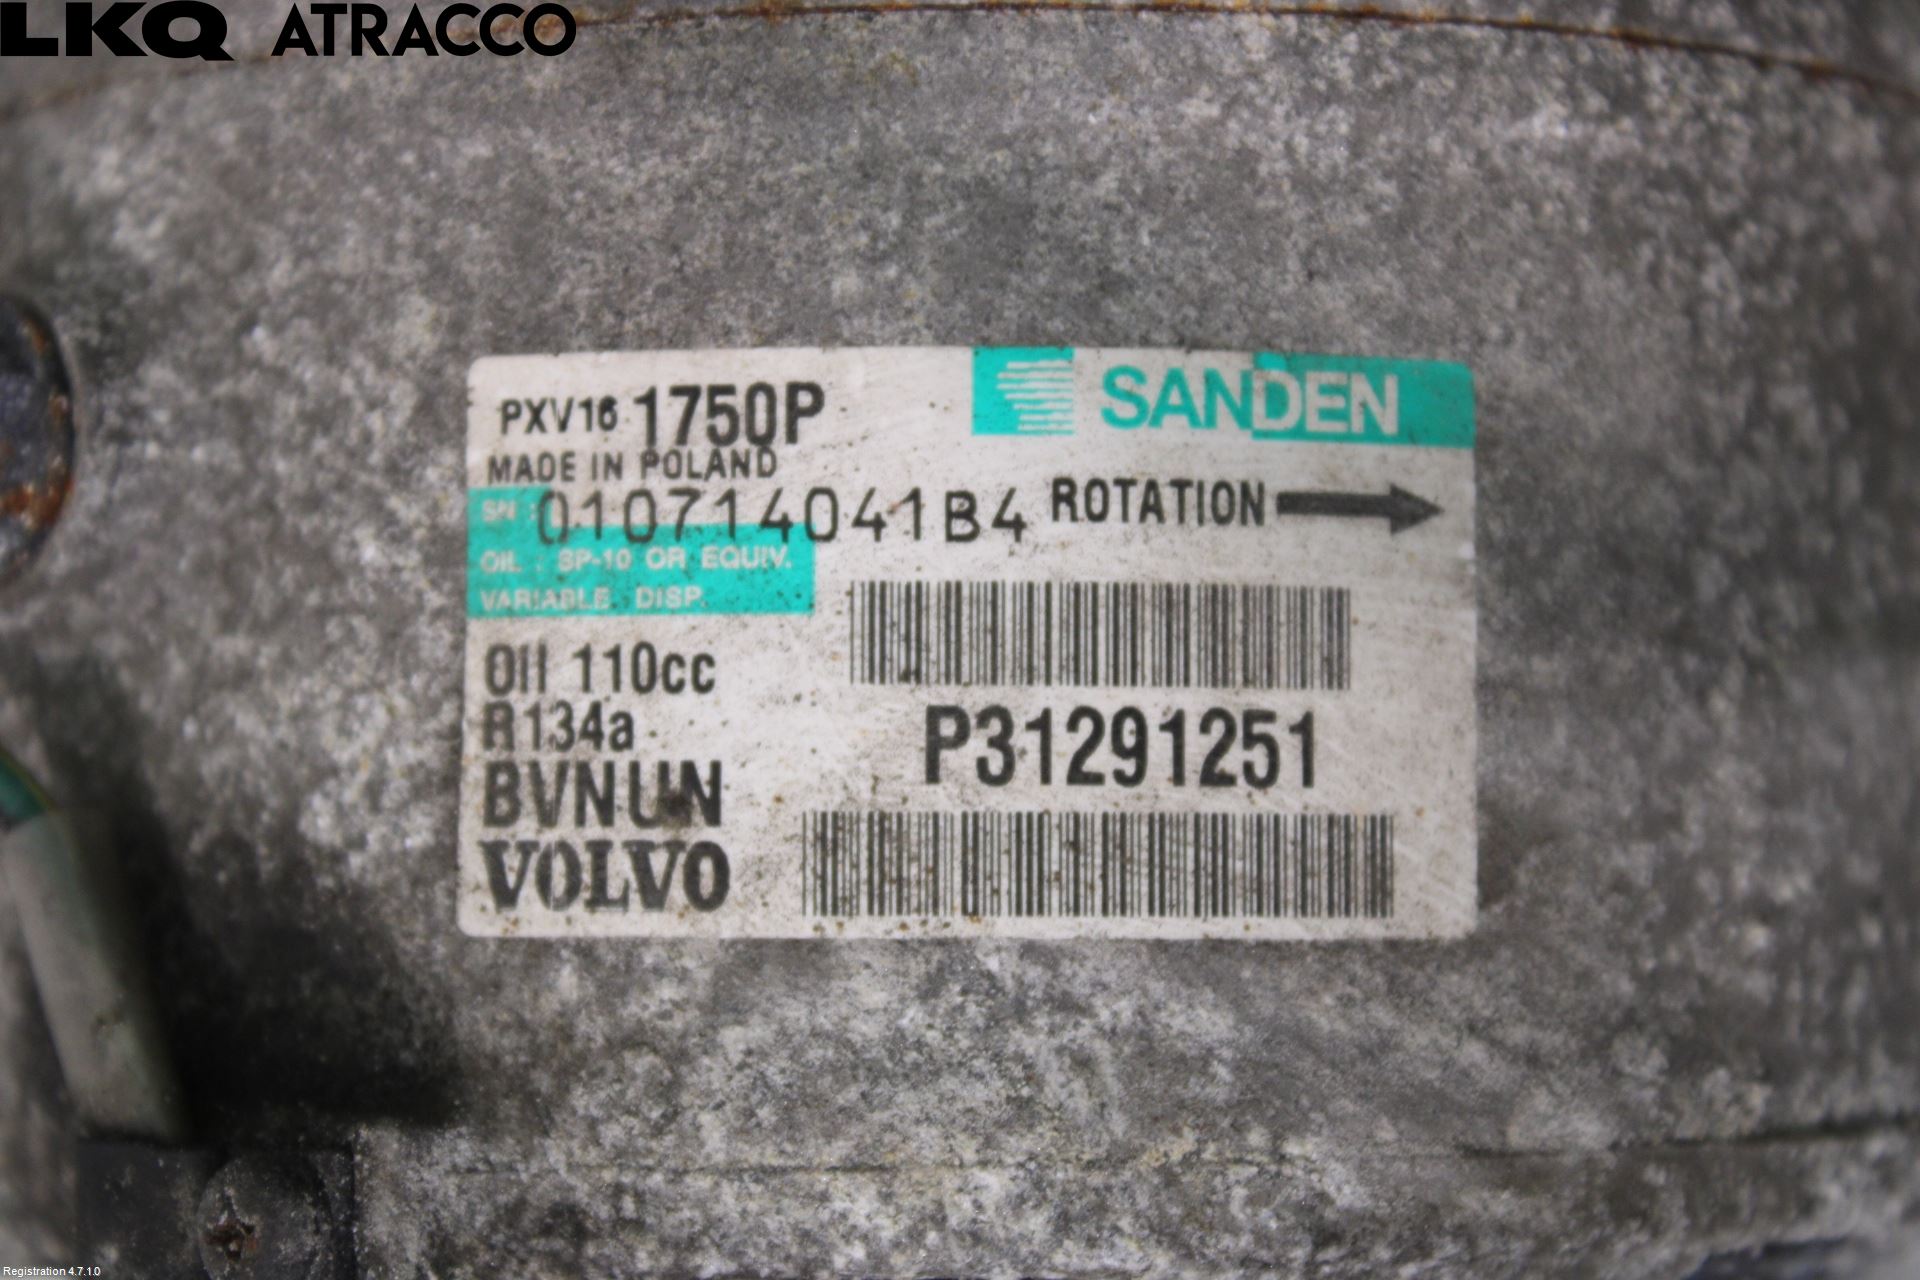 LKQ ATRACCO
PXV16 1750P
SANDEN
MADE IN POLAND
SN : 010714041B4 ROTATION
OIL : SP-10 OR EQUIV.
VARIABLE DISP.
Oil 110cc
R134a
P31291251
BVNUN
VOLVO
Registration 4.7.1.0